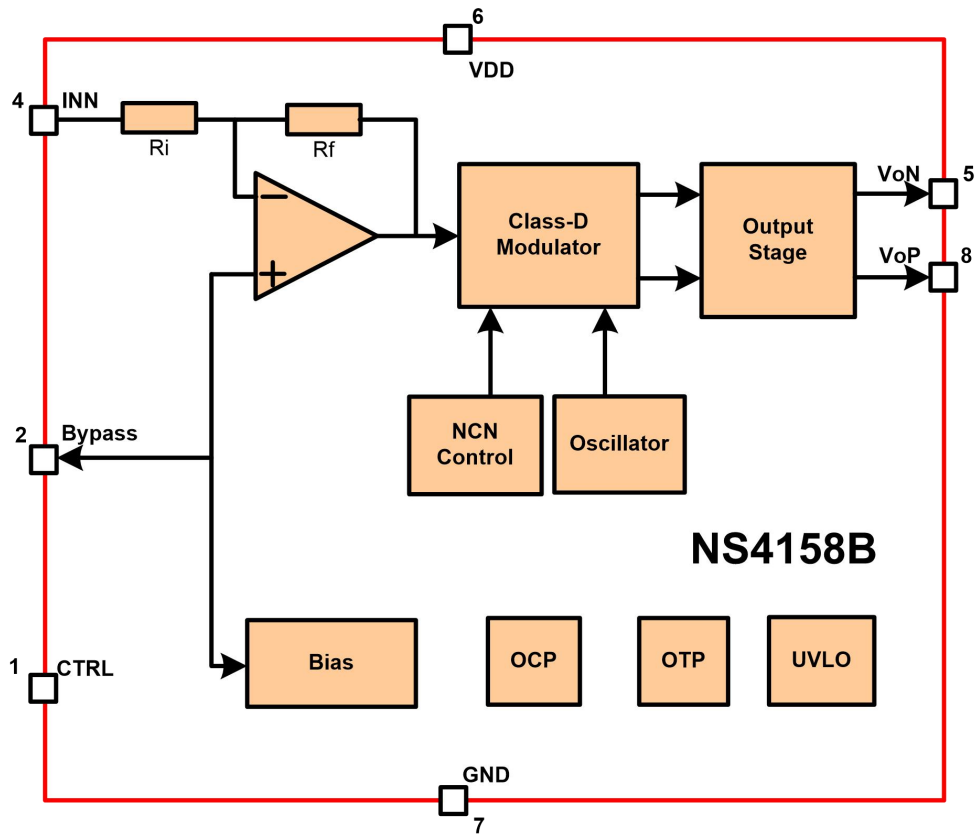 6
VDD
4
INN
Ri
Rf
Class-D
Modulator
Output
Stage
VoN
5
VoP
8
2
Bypass
NCN
Control
Oscillator
NS4158B
1
CTRL
Bias
OCP
OTP
UVLO
GND
7